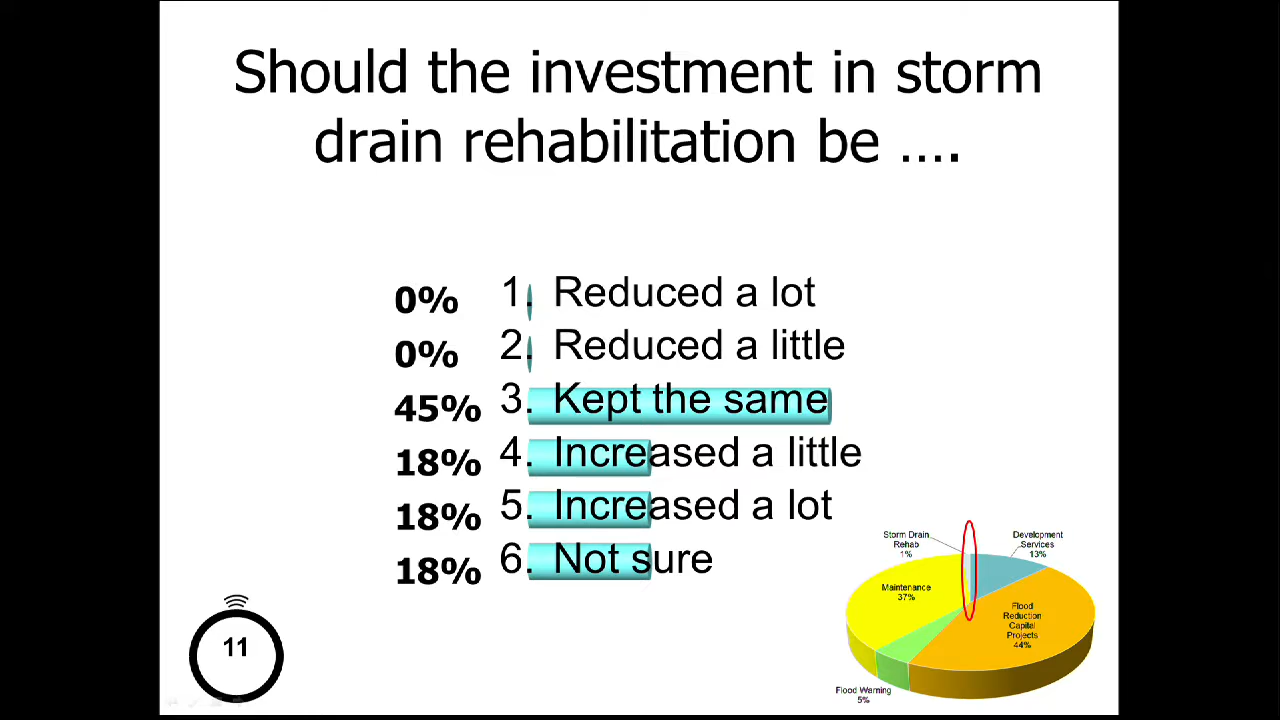 Should the investment in storm
drain rehabilitation be ....
0% 1. Reduced a lot
0% 2. Reduced a little
45% 3. Kept the same
18% 4. Increased a little
18% 5. Increased a lot
18% 6. Not sure
11
Storm Drain
Rehab
1%
Development
Services
13%
Maintenance
37%
Flood
Reduction
Capital
Projects
44%
Flood Warning
5%